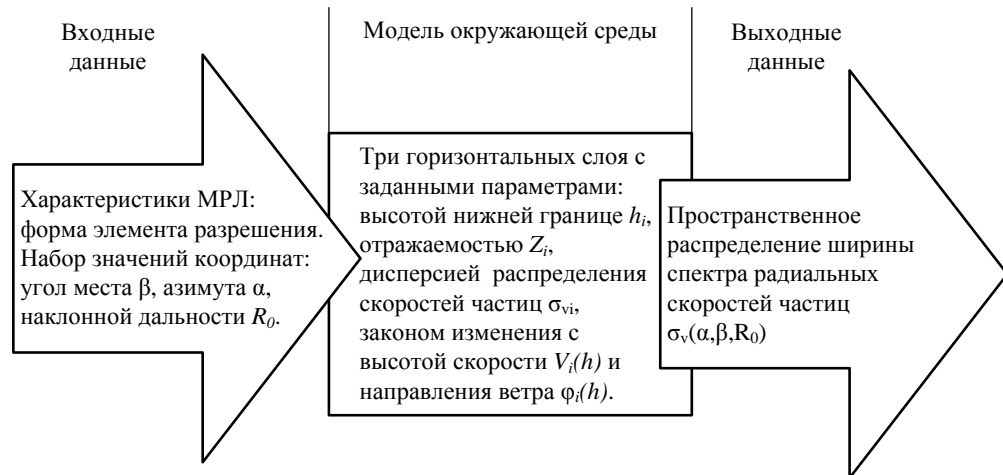 Входные
данные
Модель окружающей среды
Выходные
данные
Характеристики МРЛ:
форма элемента разрешения.
Набор значений координат:
угол места β, азимута α,
наклонной дальности R₀.
Три горизонтальных слоя с
заданными параметрами:
высотой нижней границе hᵢ,
отражаемостью Zᵢ,
дисперсией распределения
скоростей частиц σᵥᵢ,
законом изменения с
высотой скорости Vᵢ(h) и
направления ветра φᵢ(h).
Пространственное
распределение ширины
спектра радиальных
скоростей частиц
σᵥ(α,β,R₀)